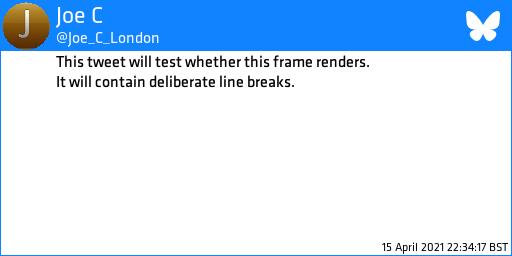 J
Joe C
@Joe_C_London
This tweet will test whether this frame renders.
It will contain deliberate line breaks.
15 April 2021 22:34:17 BST